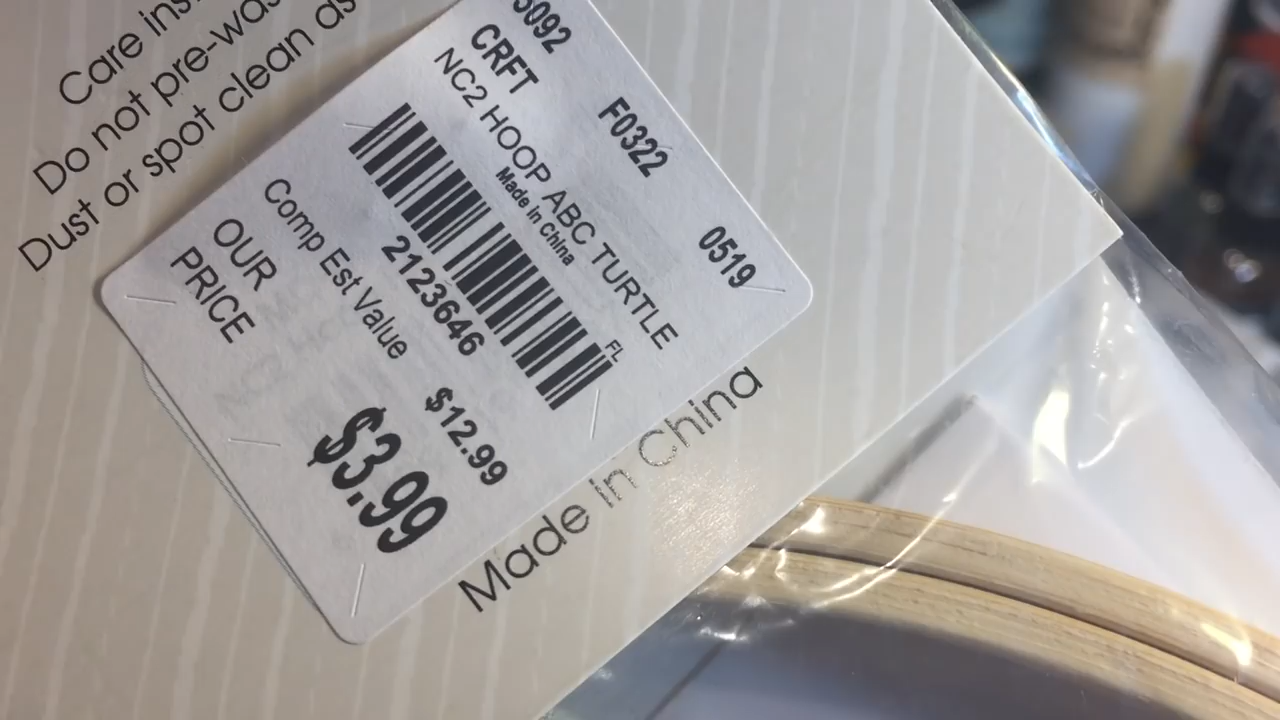 Care ins
Do not pre-was
Dust or spot clean as
5092
CRFT
F0322
0519
NC2 HOOP ABC TURTLE
Made In China
FL
2123646
Comp Est Value $12.99
OUR
PRICE
$3.99
Made in China